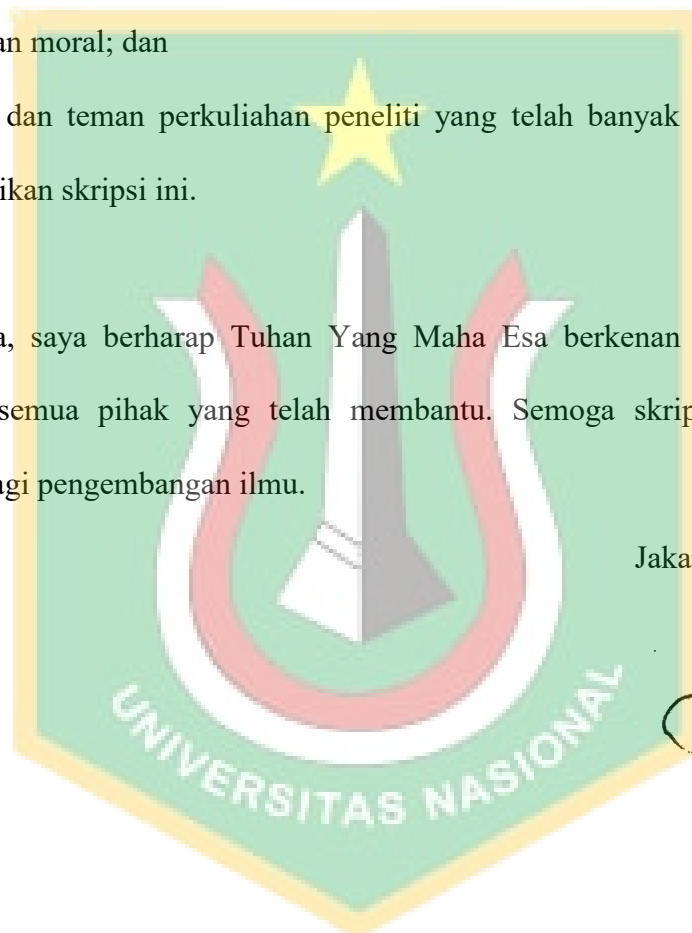 an moral; dan
dan teman perkuliahan peneliti yang telah banyak
ikan skripsi ini.
a, saya berharap Tuhan Yang Maha Esa berkenan
semua pihak yang telah membantu. Semoga skrip
agi pengembangan ilmu.
Jaka
UNIVERSITAS NASIONAL